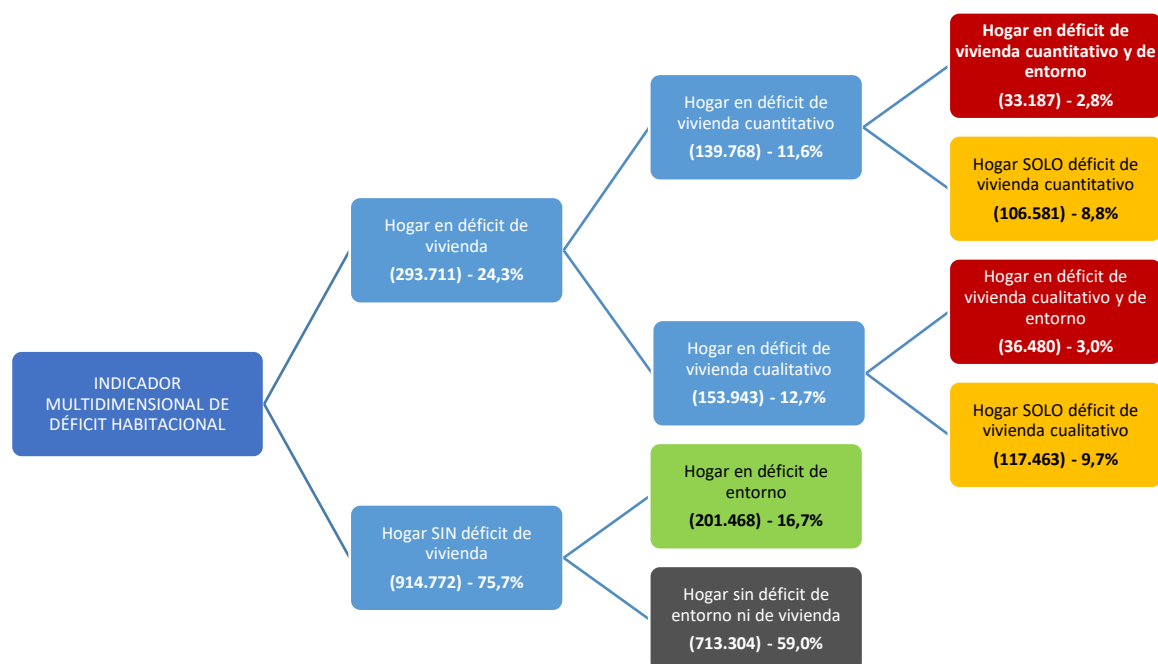 INDICADOR
MULTIDIMENSIONAL DE
DÉFICIT HABITACIONAL
Hogar en déficit de
vivienda
(293.711) - 24,3%
Hogar en déficit de
vivienda cuantitativo
(139.768) - 11,6%
Hogar en déficit de
vivienda cuantitativo y de
entorno
(33.187) - 2,8%
Hogar SOLO déficit de
vivienda cuantitativo
(106.581) - 8,8%
Hogar en déficit de
vivienda cualitativo
(153.943) - 12,7%
Hogar en déficit de
vivienda cualitativo y de
entorno
(36.480) - 3,0%
Hogar SOLO déficit de
vivienda cualitativo
(117.463) - 9,7%
Hogar SIN déficit de
vivienda
(914.772) - 75,7%
Hogar en déficit de
entorno
(201.468) - 16,7%
Hogar sin déficit de
entorno ni de vivienda
(713.304) - 59,0%